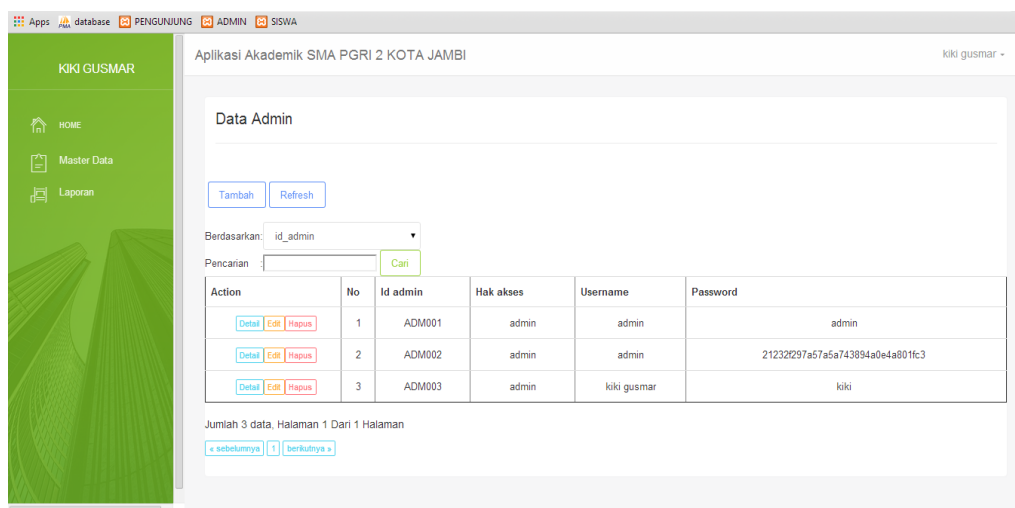 Apps database PENGUNJUNG ADMIN SISWA
KIKI GUSMAR
Aplikasi Akademik SMA PGRI 2 KOTA JAMBI
kiki gusmar
HOME
Master Data
Laporan
Data Admin
Tambah Refresh
Berdasarkan: id_admin
Pencarian : Cari
Action No Id admin Hak akses Username Password
Detail Edit Hapus 1 ADM001 admin admin admin
Detail Edit Hapus 2 ADM002 admin admin 21232f297a57a5a743894a0e4a801fc3
Detail Edit Hapus 3 ADM003 admin kiki gusmar kiki
Jumlah 3 data, Halaman 1 Dari 1 Halaman
« sebelumnya 1 berikutnya »